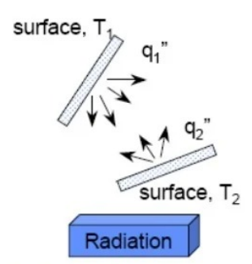 surface, T₁
q₁”
q₂”
surface, T₂
Radiation